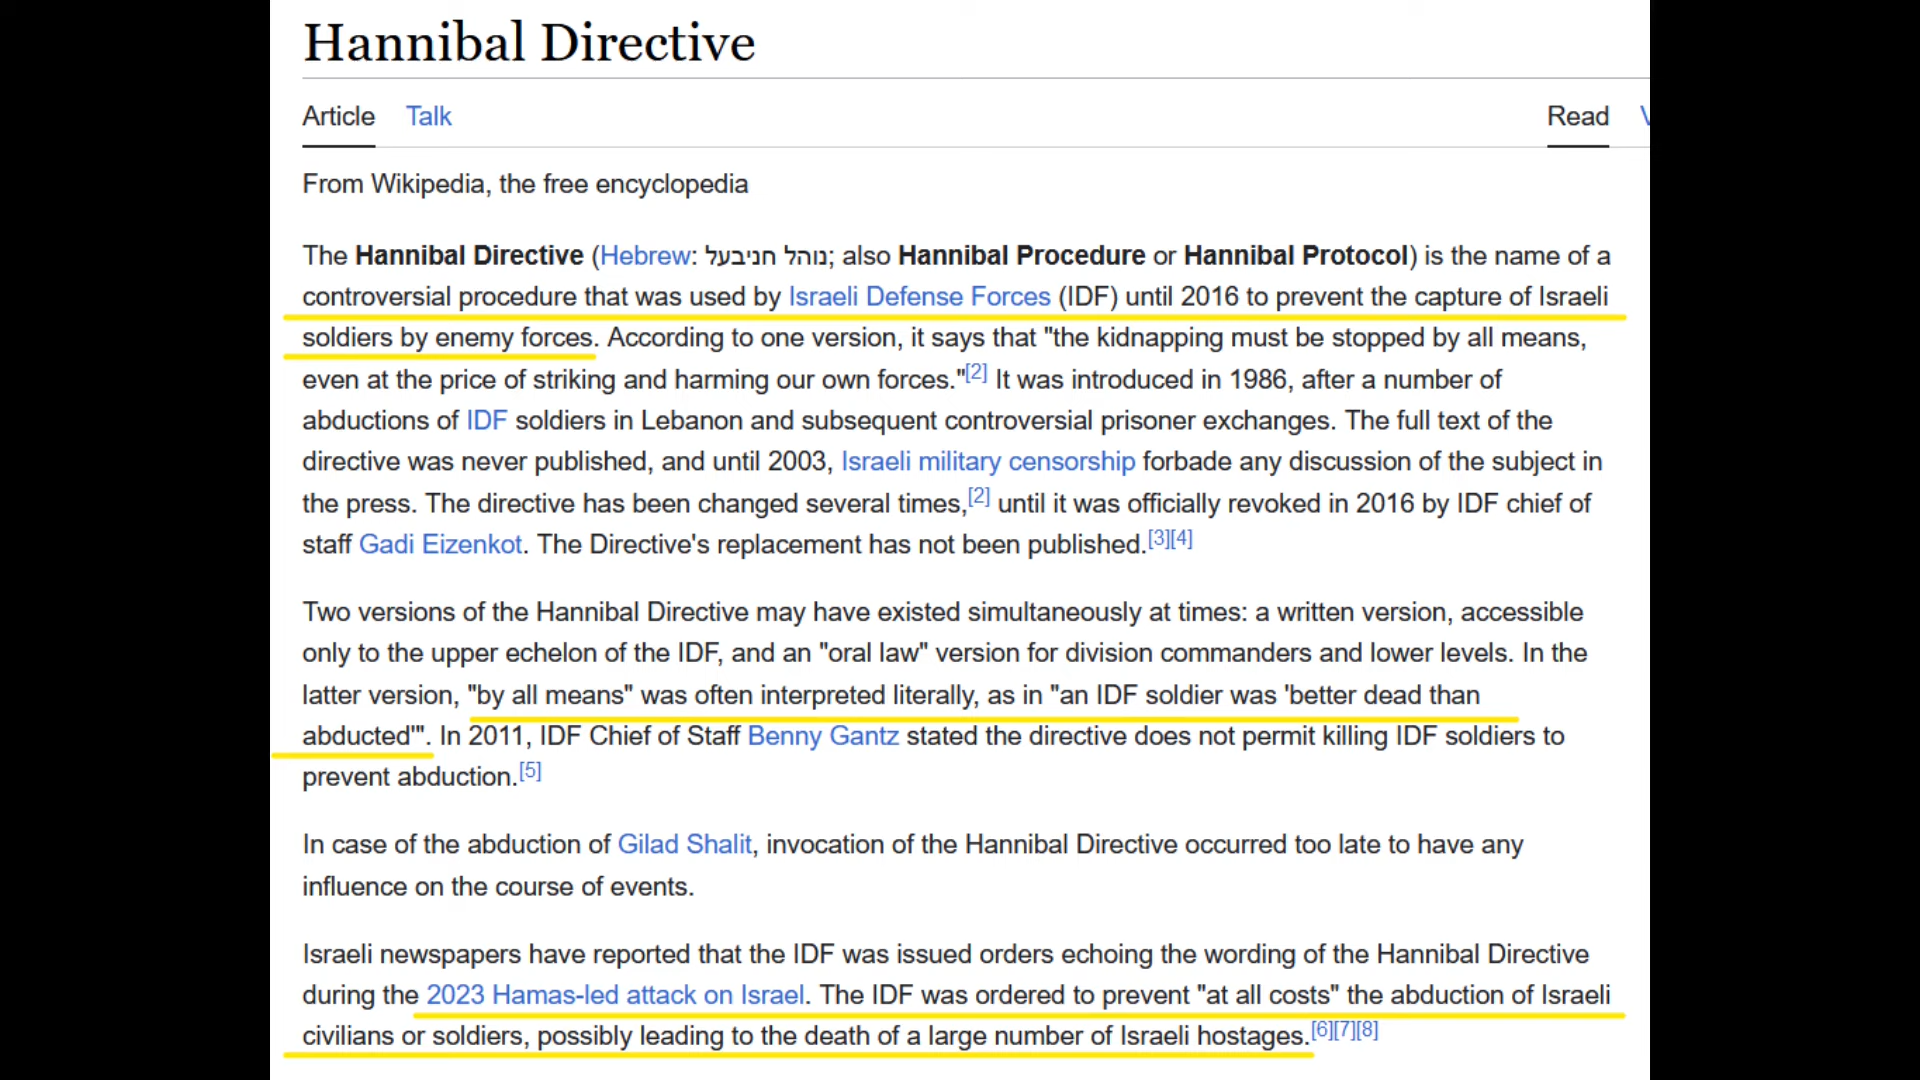 Hannibal Directive
Article Talk Read
From Wikipedia, the free encyclopedia
The Hannibal Directive (Hebrew: נוהל חניבעל; also Hannibal Procedure or Hannibal Protocol) is the name of a
controversial procedure that was used by Israeli Defense Forces (IDF) until 2016 to prevent the capture of Israeli
soldiers by enemy forces. According to one version, it says that "the kidnapping must be stopped by all means,
even at the price of striking and harming our own forces."[2] It was introduced in 1986, after a number of
abductions of IDF soldiers in Lebanon and subsequent controversial prisoner exchanges. The full text of the
directive was never published, and until 2003, Israeli military censorship forbade any discussion of the subject in
the press. The directive has been changed several times,[2] until it was officially revoked in 2016 by IDF chief of
staff Gadi Eizenkot. The Directive's replacement has not been published.[3][4]
Two versions of the Hannibal Directive may have existed simultaneously at times: a written version, accessible
only to the upper echelon of the IDF, and an "oral law" version for division commanders and lower levels. In the
latter version, "by all means" was often interpreted literally, as in "an IDF soldier was 'better dead than
abducted'". In 2011, IDF Chief of Staff Benny Gantz stated the directive does not permit killing IDF soldiers to
prevent abduction.[5]
In case of the abduction of Gilad Shalit, invocation of the Hannibal Directive occurred too late to have any
influence on the course of events.
Israeli newspapers have reported that the IDF was issued orders echoing the wording of the Hannibal Directive
during the 2023 Hamas-led attack on Israel. The IDF was ordered to prevent "at all costs" the abduction of Israeli
civilians or soldiers, possibly leading to the death of a large number of Israeli hostages.[6][7][8]